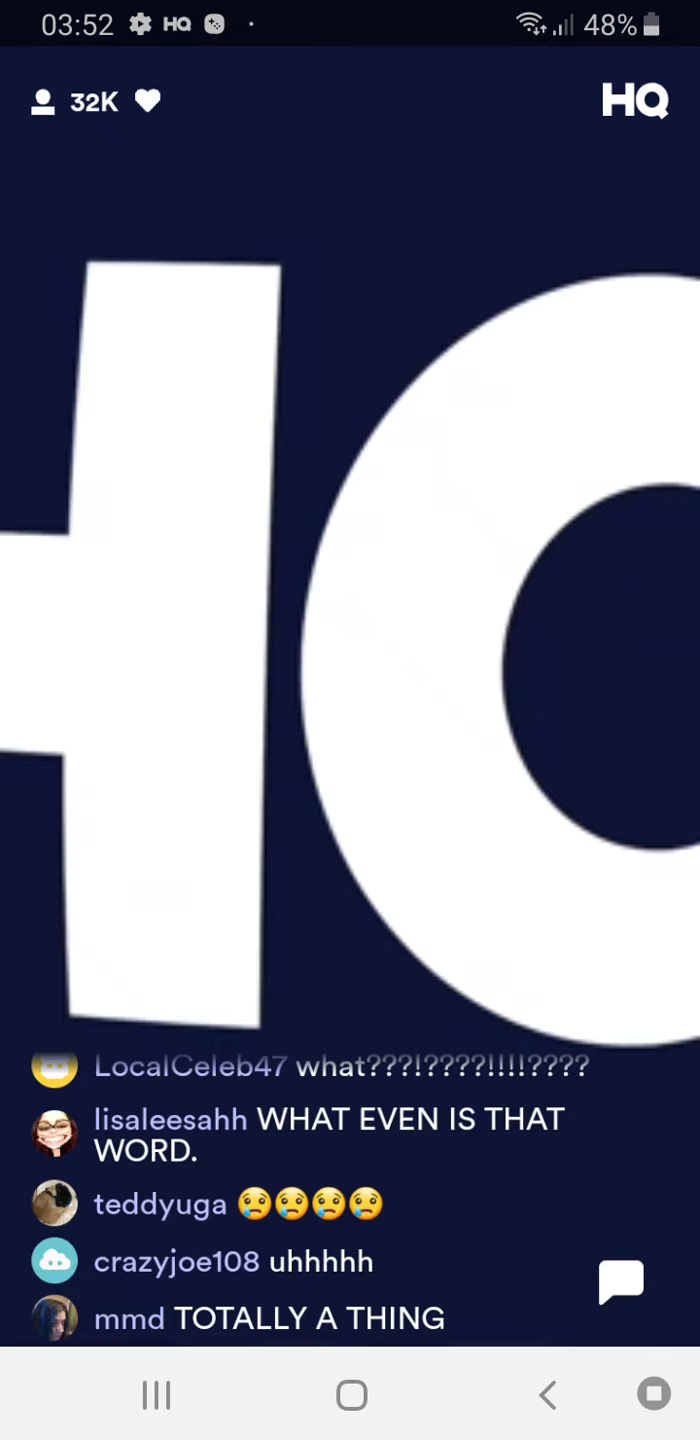 03:52 HQ 48%
32K HQ
HQ
LocalCeleb47 what???!????!!!!????
lisaleesahh WHAT EVEN IS THAT
WORD.
teddyuga 😢😢😢😢
crazyjoe108 uhhhhh
mmd TOTALLY A THING